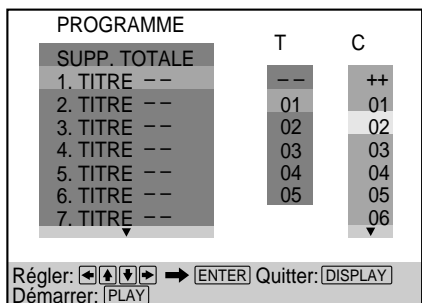 PROGRAMME
T C
SUPP. TOTALE
1. TITRE – – – – ++
2. TITRE – – 01 01
3. TITRE – – 02 02
4. TITRE – – 03 03
5. TITRE – – 04 04
6. TITRE – – 05 05
7. TITRE – – 06
Régler: ENTER Quitter: DISPLAY
Démarrer: PLAY